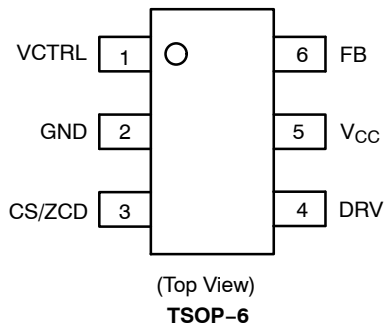 VCTRL 1 6 FB
GND 2 5 VCC
CS/ZCD 3 4 DRV
(Top View)
TSOP−6